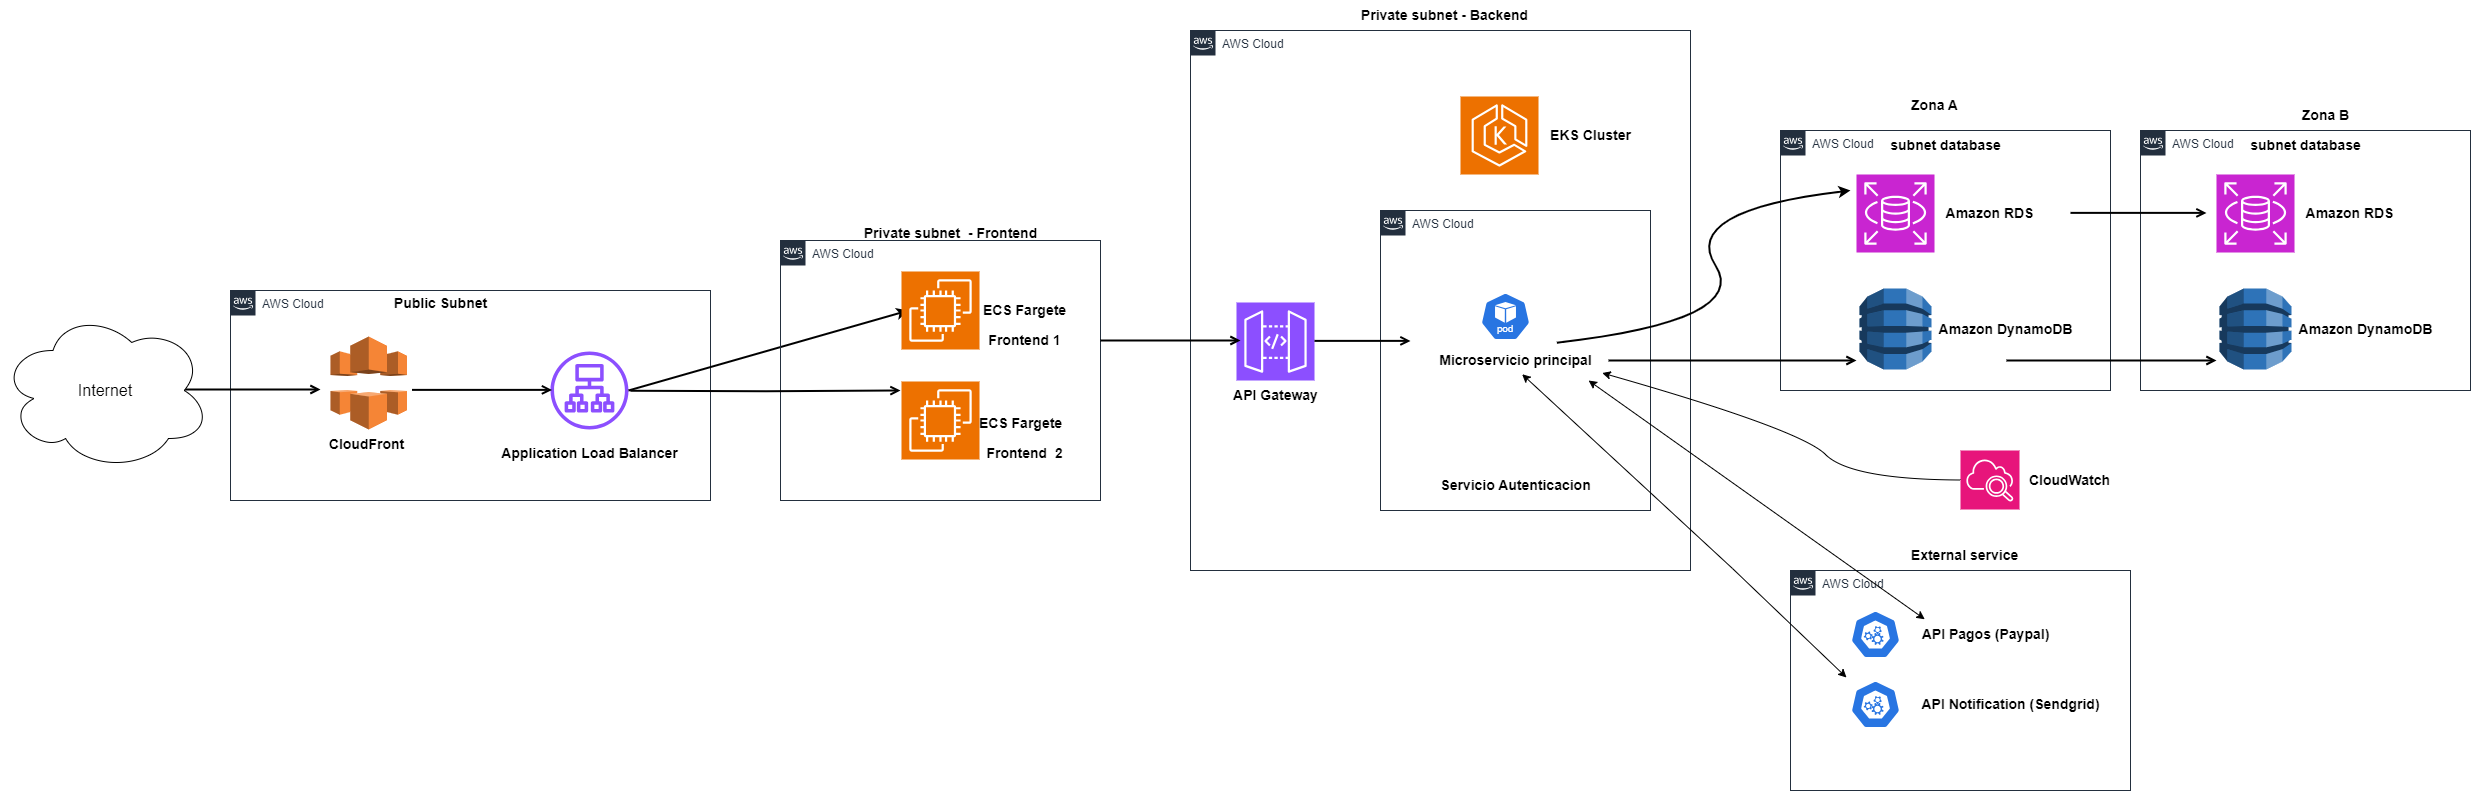 Private subnet - Backend
aws AWS Cloud
EKS Cluster
Zona A
Zona B
aws AWS Cloud subnet database
aws AWS Cloud subnet database
Amazon RDS
Amazon RDS
Amazon DynamoDB
Amazon DynamoDB
Private subnet  - Frontend
aws AWS Cloud
ECS Fargete
Frontend 1
ECS Fargete
Frontend  2
aws AWS Cloud Public Subnet
Internet
CloudFront
Application Load Balancer
API Gateway
aws AWS Cloud
pod
Microservicio principal
Servicio Autenticacion
K
CloudWatch
External service
aws AWS Cloud
API Pagos (Paypal)
API Notification (Sendgrid)